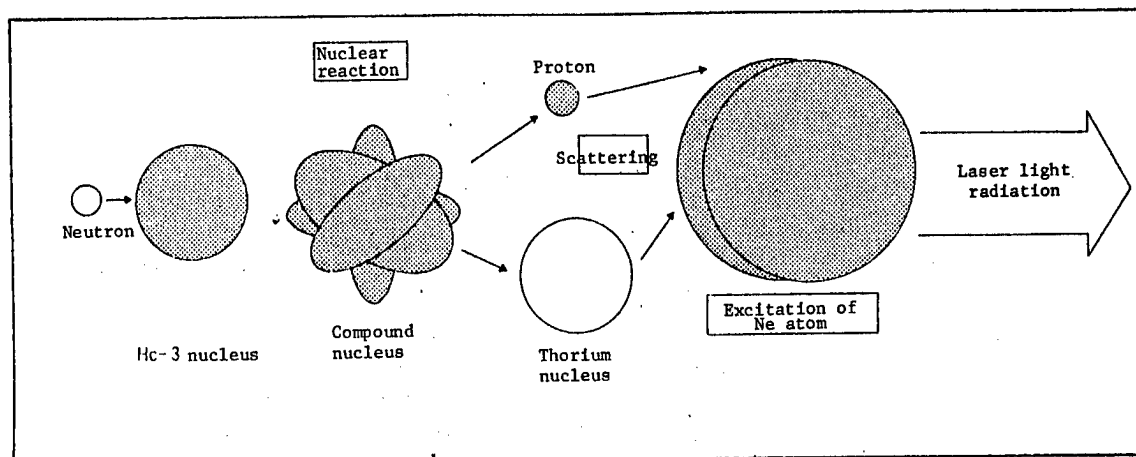 Nuclear
reaction
Proton
Scattering
Neutron
Hc-3 nucleus
Compound
nucleus
Thorium
nucleus
Excitation of
Ne atom
Laser light
radiation